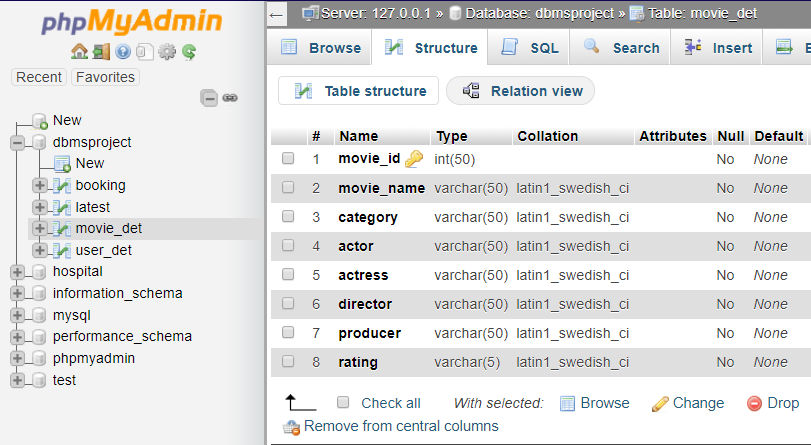 phpMyAdmin
Recent Favorites
New
dbmsproject
New
booking
latest
movie_det
user_det
hospital
information_schema
mysql
performance_schema
phpmyadmin
test
← Server: 127.0.0.1 » Database: dbmsproject » Table: movie_det
Browse Structure SQL Search Insert
Table structure Relation view
# Name Type Collation Attributes Null Default
1 movie_id int(50) No None
2 movie_name varchar(50) latin1_swedish_ci No None
3 category varchar(50) latin1_swedish_ci No None
4 actor varchar(50) latin1_swedish_ci No None
5 actress varchar(50) latin1_swedish_ci No None
6 director varchar(50) latin1_swedish_ci No None
7 producer varchar(50) latin1_swedish_ci No None
8 rating varchar(5) latin1_swedish_ci No None
Check all With selected: Browse Change Drop
Remove from central columns